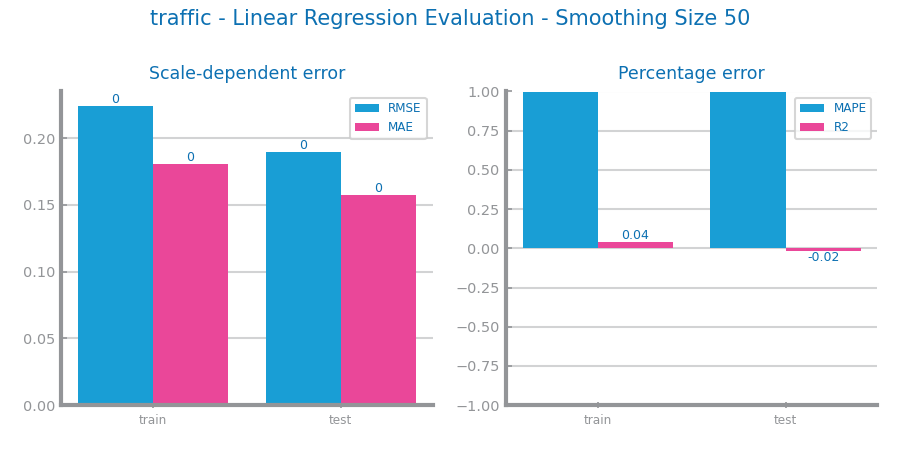 traffic - Linear Regression Evaluation - Smoothing Size 50
Scale-dependent error
0.20
0.15
0.10
0.05
0.00
0
0
0
0
RMSE
MAE
train
test
Percentage error
1.00
0.75
0.50
0.25
0.00
−0.25
−0.50
−0.75
−1.00
0.04
-0.02
MAPE
R2
train
test